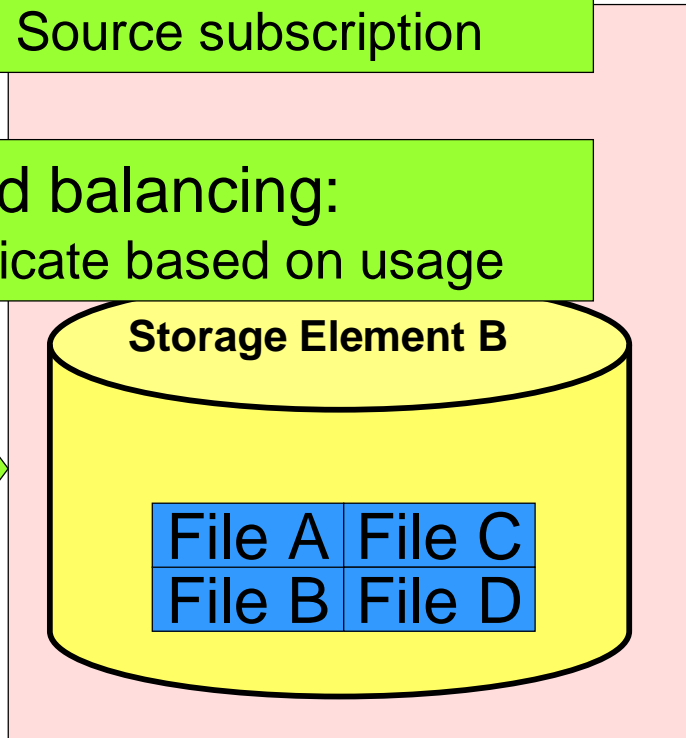 Source subscription
d balancing:
icate based on usage
Storage Element B
File A File C
File B File D